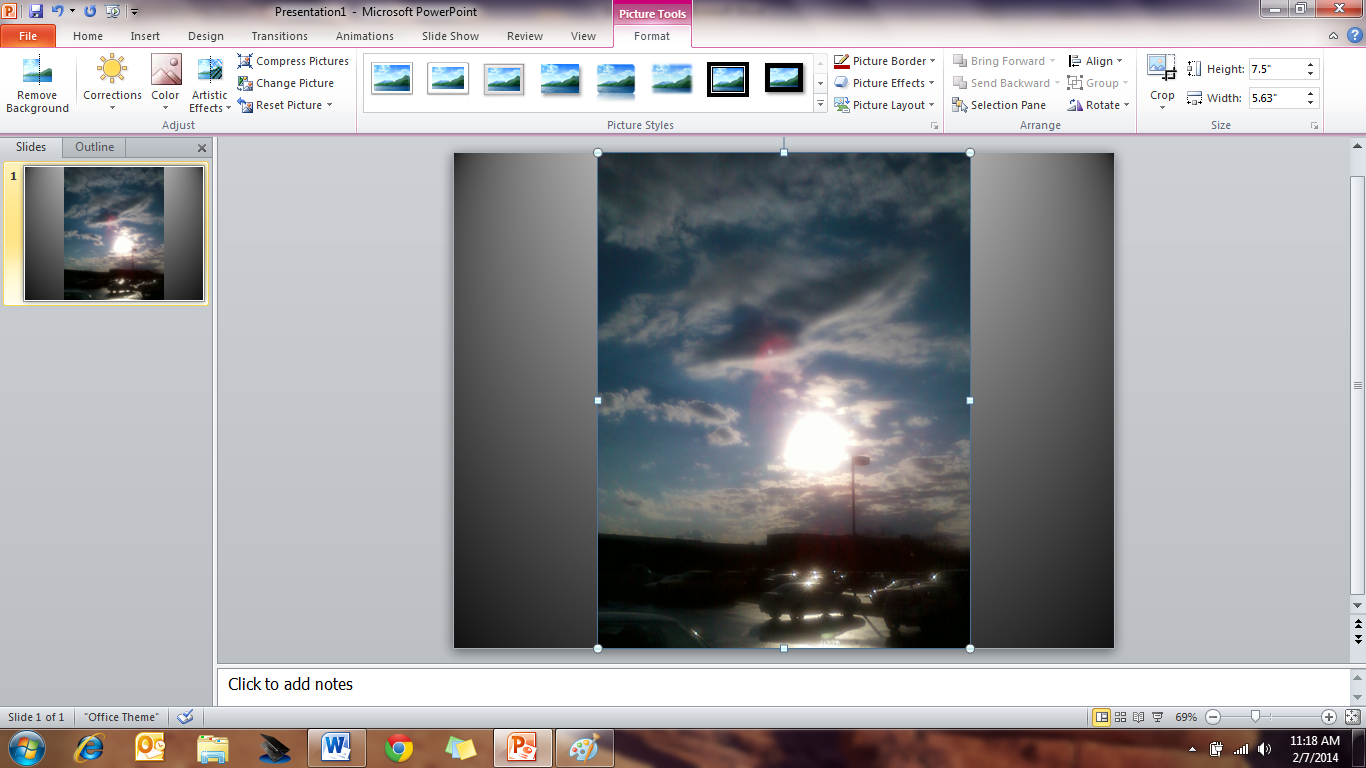 Presentation1 - Microsoft PowerPoint
Picture Tools
File Home Insert Design Transitions Animations Slide Show Review View Format
Remove Background
Corrections
Color
Artistic Effects
Compress Pictures
Change Picture
Reset Picture
Adjust
Picture Styles
Picture Border
Picture Effects
Picture Layout
Bring Forward
Send Backward
Selection Pane
Align
Group
Rotate
Arrange
Crop
Height: 7.5"
Width: 5.63"
Size
Slides Outline
1
Click to add notes
Slide 1 of 1 "Office Theme" 69%
11:18 AM
2/7/2014